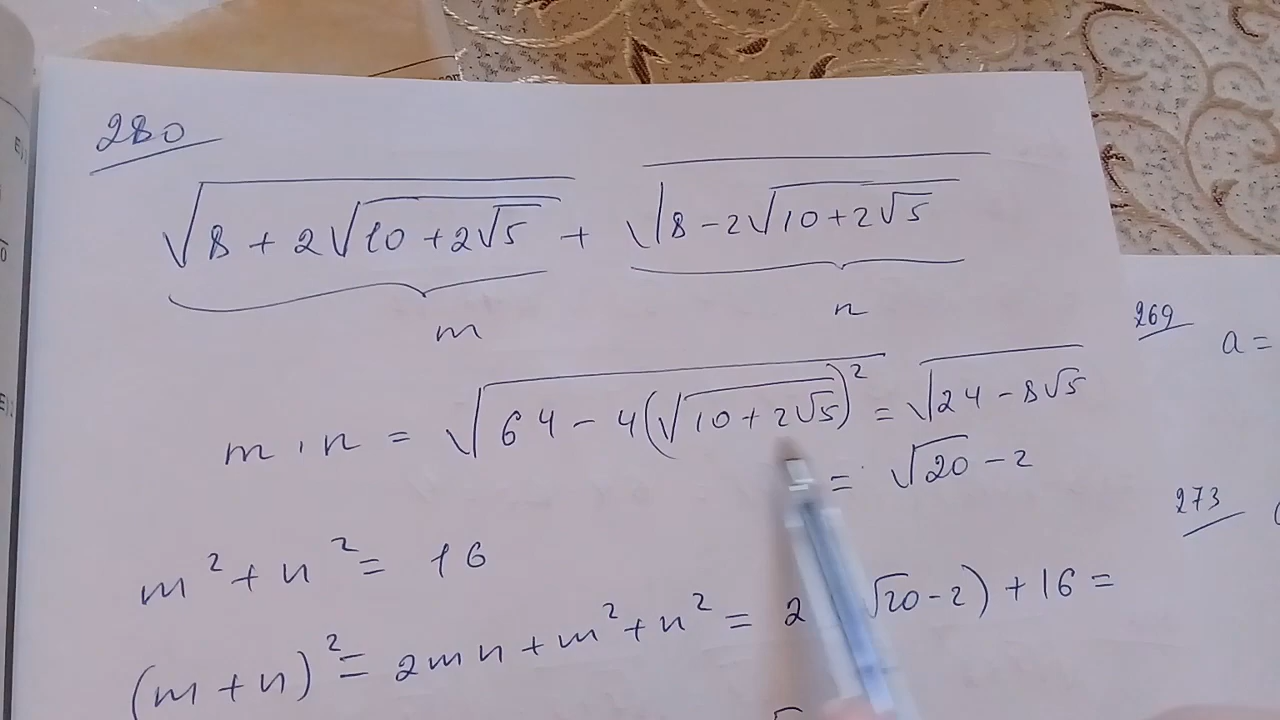 280
√(8 + 2√(10 + 2√5)) + √(8 - 2√(10 + 2√5))
m n
269
a =
m · n = √(64 - 4(√(10 + 2√5))²) = √(24 - 8√5)
= √20 - 2
273
m² + n² = 16
(m + n)² = 2mn + m² + n² = 2 √20 - 2) + 16 =